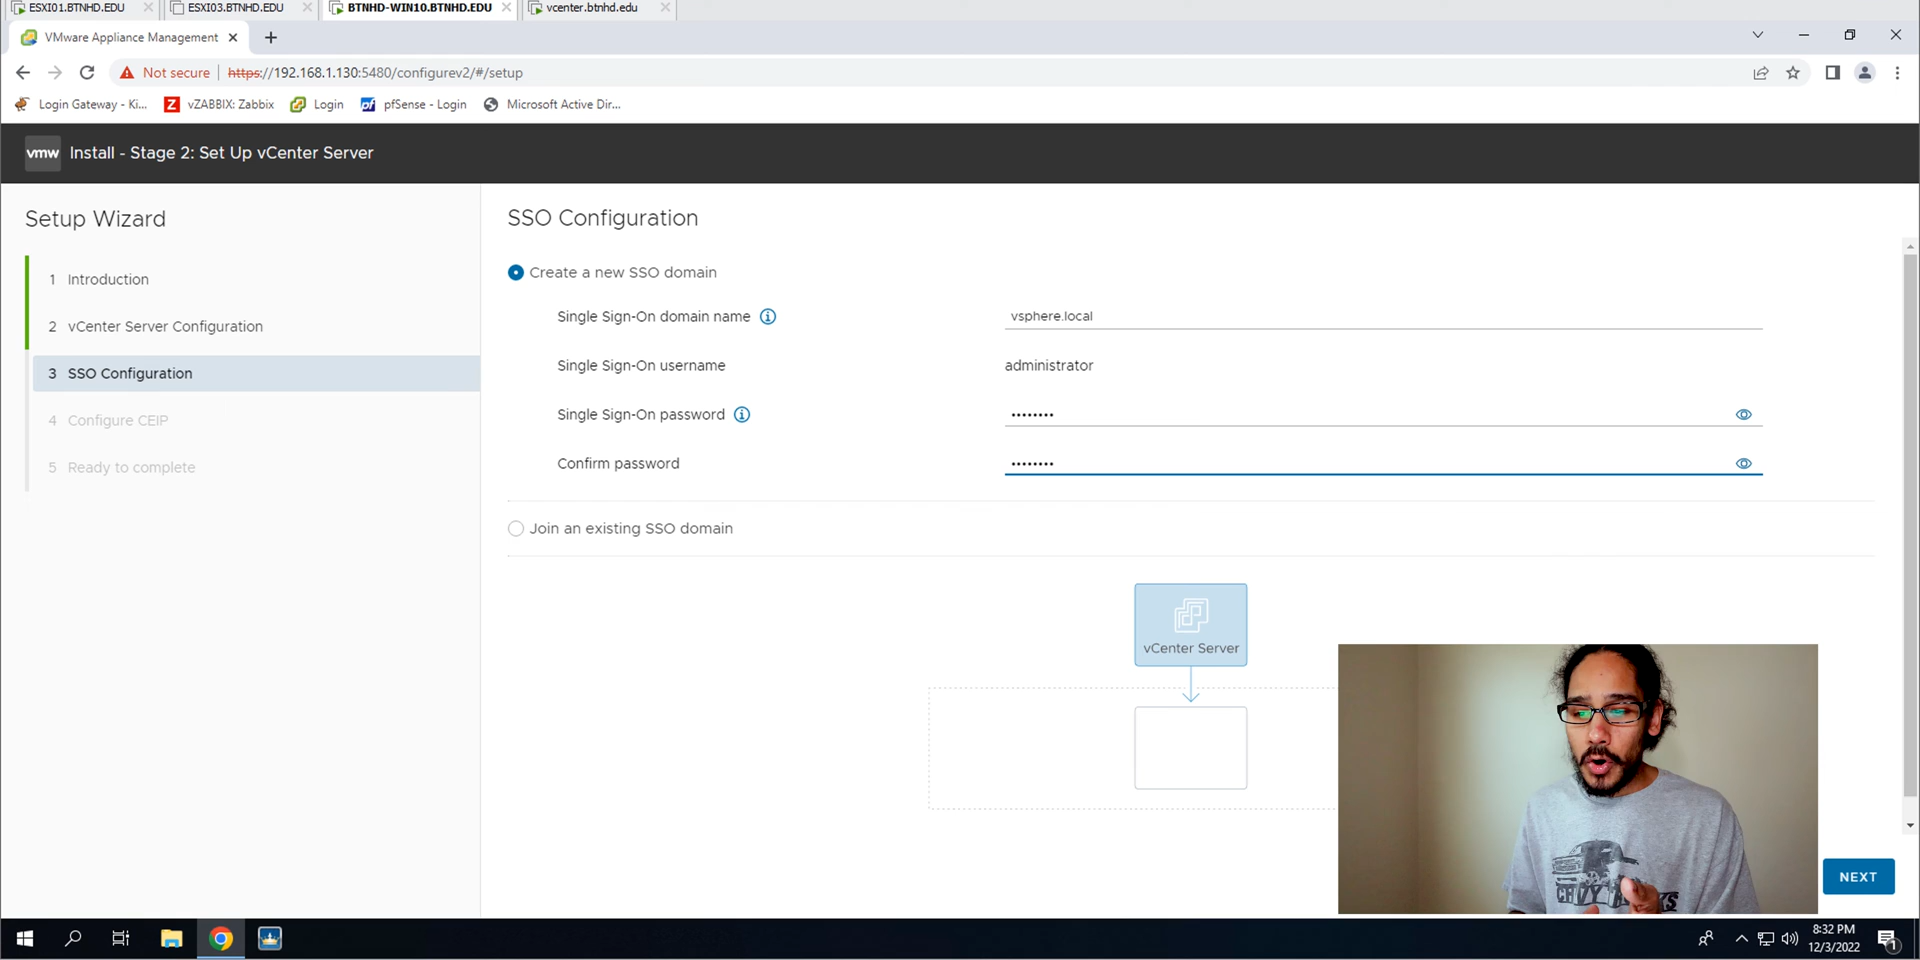 ESXI01.BTNHD.EDU
ESXI03.BTNHD.EDU
BTNHD-WIN10.BTNHD.EDU
vcenter.btnhd.edu
VMware Appliance Management
Not secure
https://192.168.1.130:5480/configurev2/#/setup
Login Gateway - Ki...
Z
vZABBIX: Zabbix
Login
pf
pfSense - Login
Microsoft Active Dir...
vmw
Install - Stage 2: Set Up vCenter Server
Setup Wizard
1 Introduction
2 vCenter Server Configuration
3 SSO Configuration
4 Configure CEIP
5 Ready to complete
SSO Configuration
Create a new SSO domain
Single Sign-On domain name
vsphere.local
Single Sign-On username
administrator
Single Sign-On password
••••••••
Confirm password
••••••••
Join an existing SSO domain
vCenter Server
NEXT
8:32 PM
12/3/2022
1